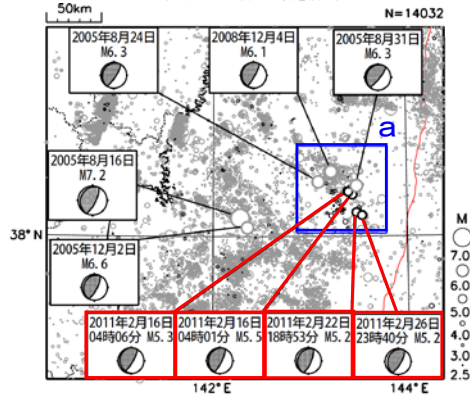 50km
N=14032
2005年8月24日
M6.3
2008年12月4日
M6.1
2005年8月31日
M6.3
a
2005年8月16日
M7.2
38°N
2005年12月2日
M6.6
M
7.0
6.0
5.0
4.0
3.0
2.5
2011年2月16日
04時06分 M5.3
2011年2月16日
04時01分 M5.5
2011年2月22日
18時53分 M5.2
2011年2月26日
23時40分 M5.2
142°E
144°E